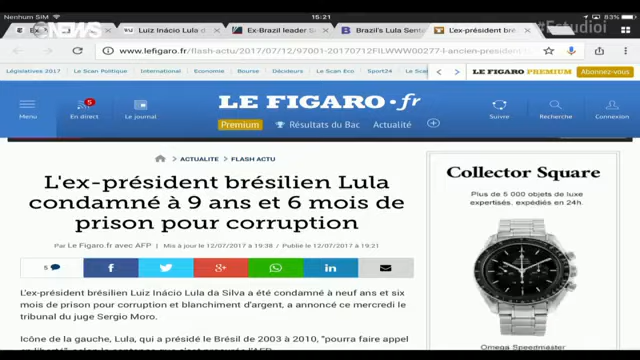 Nenhum SIM
15:21
83%
NEWS
#Estudioi
Luiz Inácio Lula da
Ex-Brazil leader S
Brazil's Lula Sent
L'ex-président brési
www.lefigaro.fr/flash-actu/2017/07/12/97001-20170712FILWWW00277-l-ancien-president
Législatives 2017
Le Scan Politique
International
Economie
Bourse
Décideurs
Le Scan Eco
Sport24
Le Scan
LE FIGARO PREMIUM
Abonnez-vous
Menu
5
En direct
Le journal
LE FIGARO·fr
Premium
Résultats du Bac
Actualité
Suivre
Recherche
Connexion
ACTUALITE > FLASH ACTU
L'ex-président brésilien Lula
condamné à 9 ans et 6 mois de
prison pour corruption
Par Le Figaro.fr avec AFP | Mis à jour le 12/07/2017 à 19:38 / Publié le 12/07/2017 à 19:21
5
L'ex-président brésilien Luiz Inácio Lula da Silva a été condamné à neuf ans et six
mois de prison pour corruption et blanchiment d'argent, a annoncé ce mercredi le
tribunal du juge Sergio Moro.
Icône de la gauche, Lula, qui a présidé le Brésil de 2003 à 2010, "pourra faire appel
Collector Square
Plus de 5 000 objets de luxe
expertisés, expédiés en 24h.
Omega Speedmaster